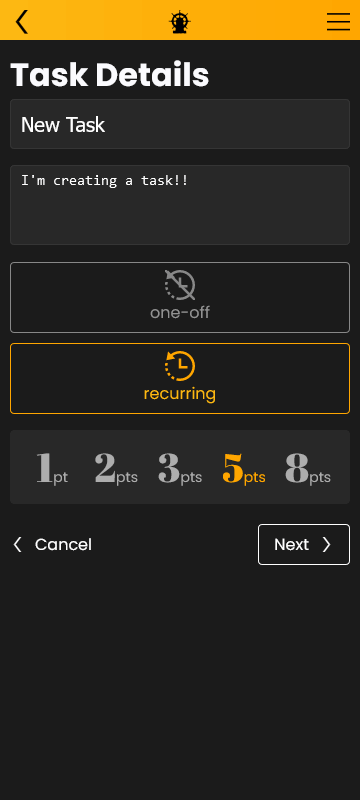 Task Details
New Task
I'm creating a task!!
one-off
recurring
1pt 2pts 3pts 5pts 8pts
Cancel Next